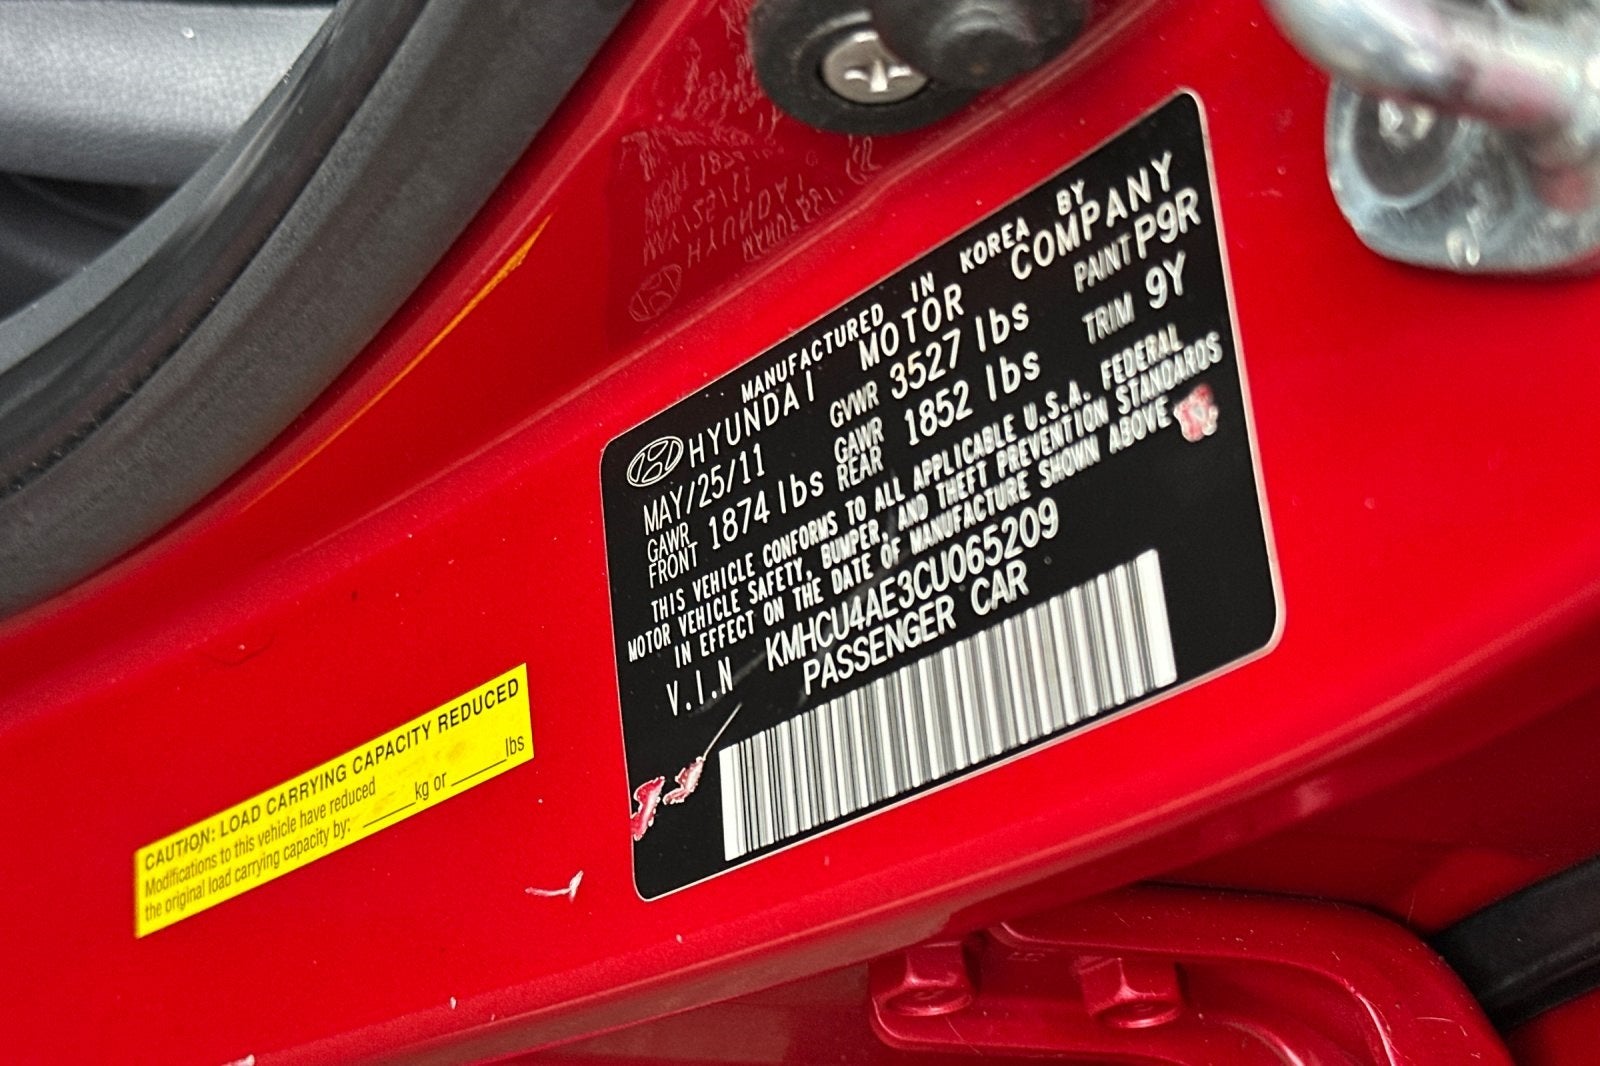 MANUFACTURED IN KOREA BY
HYUNDAI MOTOR COMPANY
MAY/25/11 GVWR 3527 lbs PAINT P9R
GAWR FRONT 1874 lbs GAWR REAR 1852 lbs TRIM 9Y
THIS VEHICLE CONFORMS TO ALL APPLICABLE U.S.A. FEDERAL
MOTOR VEHICLE SAFETY, BUMPER, AND THEFT PREVENTION STANDARDS
IN EFFECT ON THE DATE OF MANUFACTURE SHOWN ABOVE
V.I.N KMHCU4AE3CU065209
PASSENGER CAR
CAUTION: LOAD CARRYING CAPACITY REDUCED
Modifications to this vehicle have reduced
the original load carrying capacity by: ______kg or ______lbs